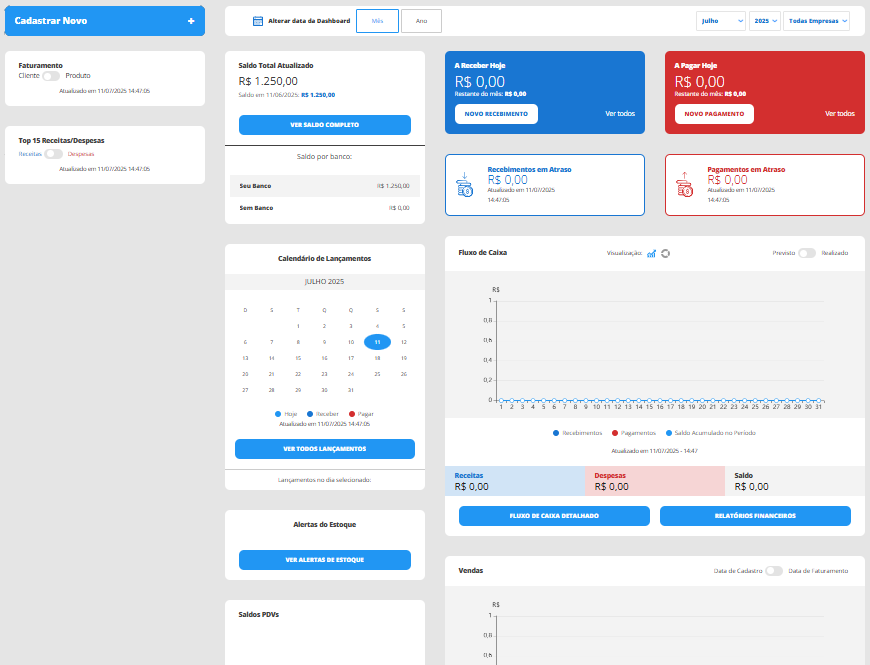 Cadastrar Novo +
Faturamento
Cliente Produto
Atualizado em 11/07/2025 14:47:05
Top 15 Receitas/Despesas
Receitas Despesas
Atualizado em 11/07/2025 14:47:05
Alterar data da Dashboard Mês Ano Julho 2025 Todas Empresas
Saldo Total Atualizado
R$ 1.250,00
Saldo em 11/06/2025: R$ 1.250,00
VER SALDO COMPLETO
Saldo por banco:
Seu Banco R$ 1.250,00
Sem Banco R$ 0,00
Calendário de Lançamentos
JULHO 2025
D S T Q Q S S
1 2 3 4 5
6 7 8 9 10 11 12
13 14 15 16 17 18 19
20 21 22 23 24 25 26
27 28 29 30 31
Hoje Receber Pagar
Atualizado em 11/07/2025 14:47:05
VER TODOS LANÇAMENTOS
Lançamentos no dia selecionado:
Alertas do Estoque
VER ALERTAS DE ESTOQUE
Saldos PDVs
A Receber Hoje
R$ 0,00
Restante do mês: R$ 0,00
NOVO RECEBIMENTO Ver todos
A Pagar Hoje
R$ 0,00
Restante do mês: R$ 0,00
NOVO PAGAMENTO Ver todos
Recebimentos em Atraso
R$ 0,00
Atualizado em 11/07/2025
14:47:05
Pagamentos em Atraso
R$ 0,00
Atualizado em 11/07/2025
14:47:05
Fluxo de Caixa Visualização: Previsto Realizado
R$
1
0,8
0,6
0,4
0,2
0
1 2 3 4 5 6 7 8 9 10 11 12 13 14 15 16 17 18 19 20 21 22 23 24 25 26 27 28 29 30 31
Recebimentos Pagamentos Saldo Acumulado no Período
Atualizado em 11/07/2025 - 14:47
Receitas Despesas Saldo
R$ 0,00 R$ 0,00 R$ 0,00
FLUXO DE CAIXA DETALHADO RELATÓRIOS FINANCEIROS
Vendas Data de Cadastro Data de Faturamento
R$
1
0,8
0,6